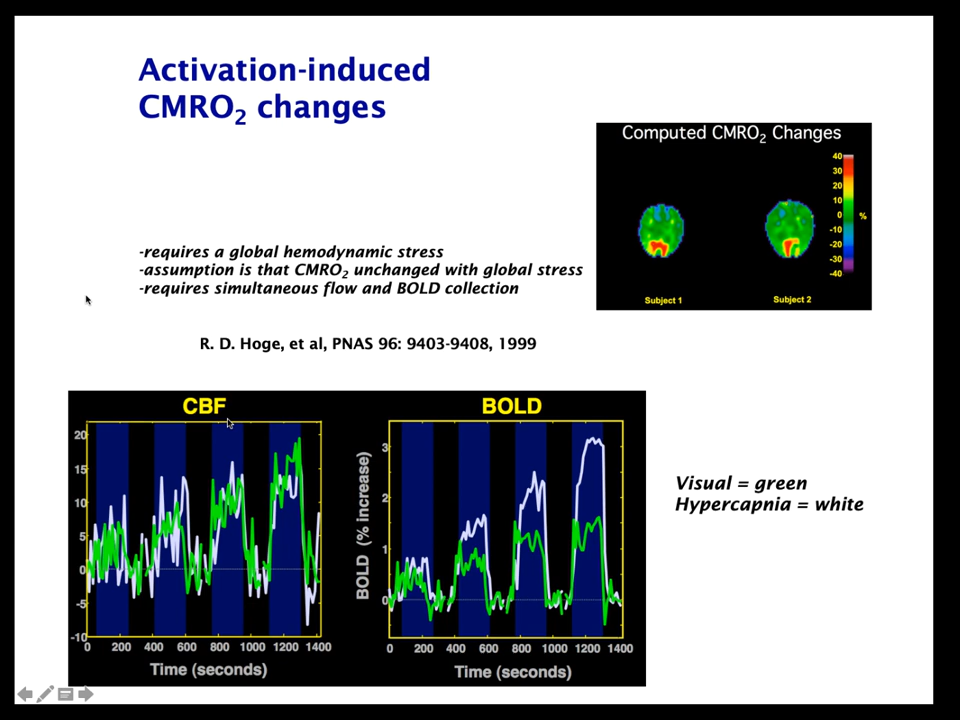 Activation-induced
CMRO2 changes
Computed CMRO2 Changes
40
30
20
10
0
-10
-20
-30
-40
%
Subject 1
Subject 2
-requires a global hemodynamic stress
-assumption is that CMRO2 unchanged with global stress
-requires simultaneous flow and BOLD collection
R. D. Hoge, et al, PNAS 96: 9403-9408, 1999
CBF
20
15
10
5
0
-5
-10
0 200 400 600 800 1000 1200 1400
Time (seconds)
BOLD
BOLD (% increase)
3
2
1
0
0 200 400 600 800 1000 1200 1400
Time (seconds)
Visual = green
Hypercapnia = white